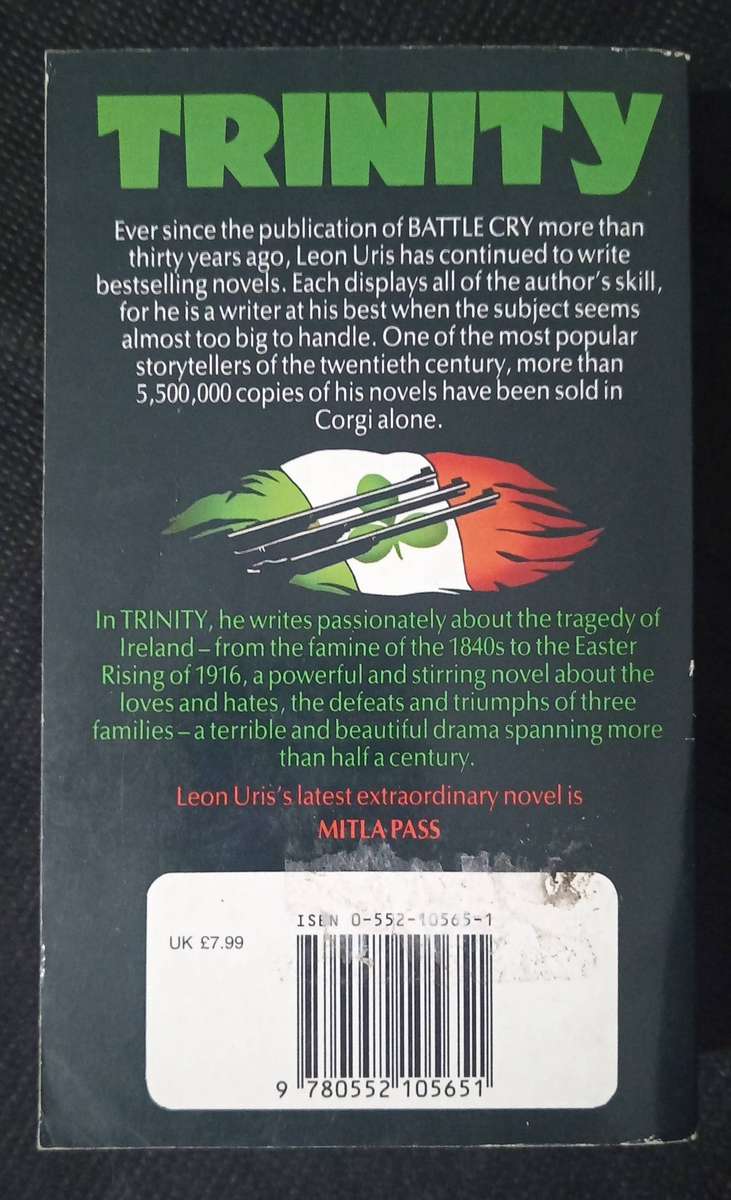 TRINITY
Ever since the publication of BATTLE CRY more than
thirty years ago, Leon Uris has continued to write
bestselling novels. Each displays all of the author's skill,
for he is a writer at his best when the subject seems
almost too big to handle. One of the most popular
storytellers of the twentieth century, more than
5,500,000 copies of his novels have been sold in
Corgi alone.
In TRINITY, he writes passionately about the tragedy of
Ireland – from the famine of the 1840s to the Easter
Rising of 1916, a powerful and stirring novel about the
loves and hates, the defeats and triumphs of three
families – a terrible and beautiful drama spanning more
than half a century.
Leon Uris's latest extraordinary novel is
MITLA PASS
ISBN 0-552-10565-1
UK £7.99
9 780552 105651